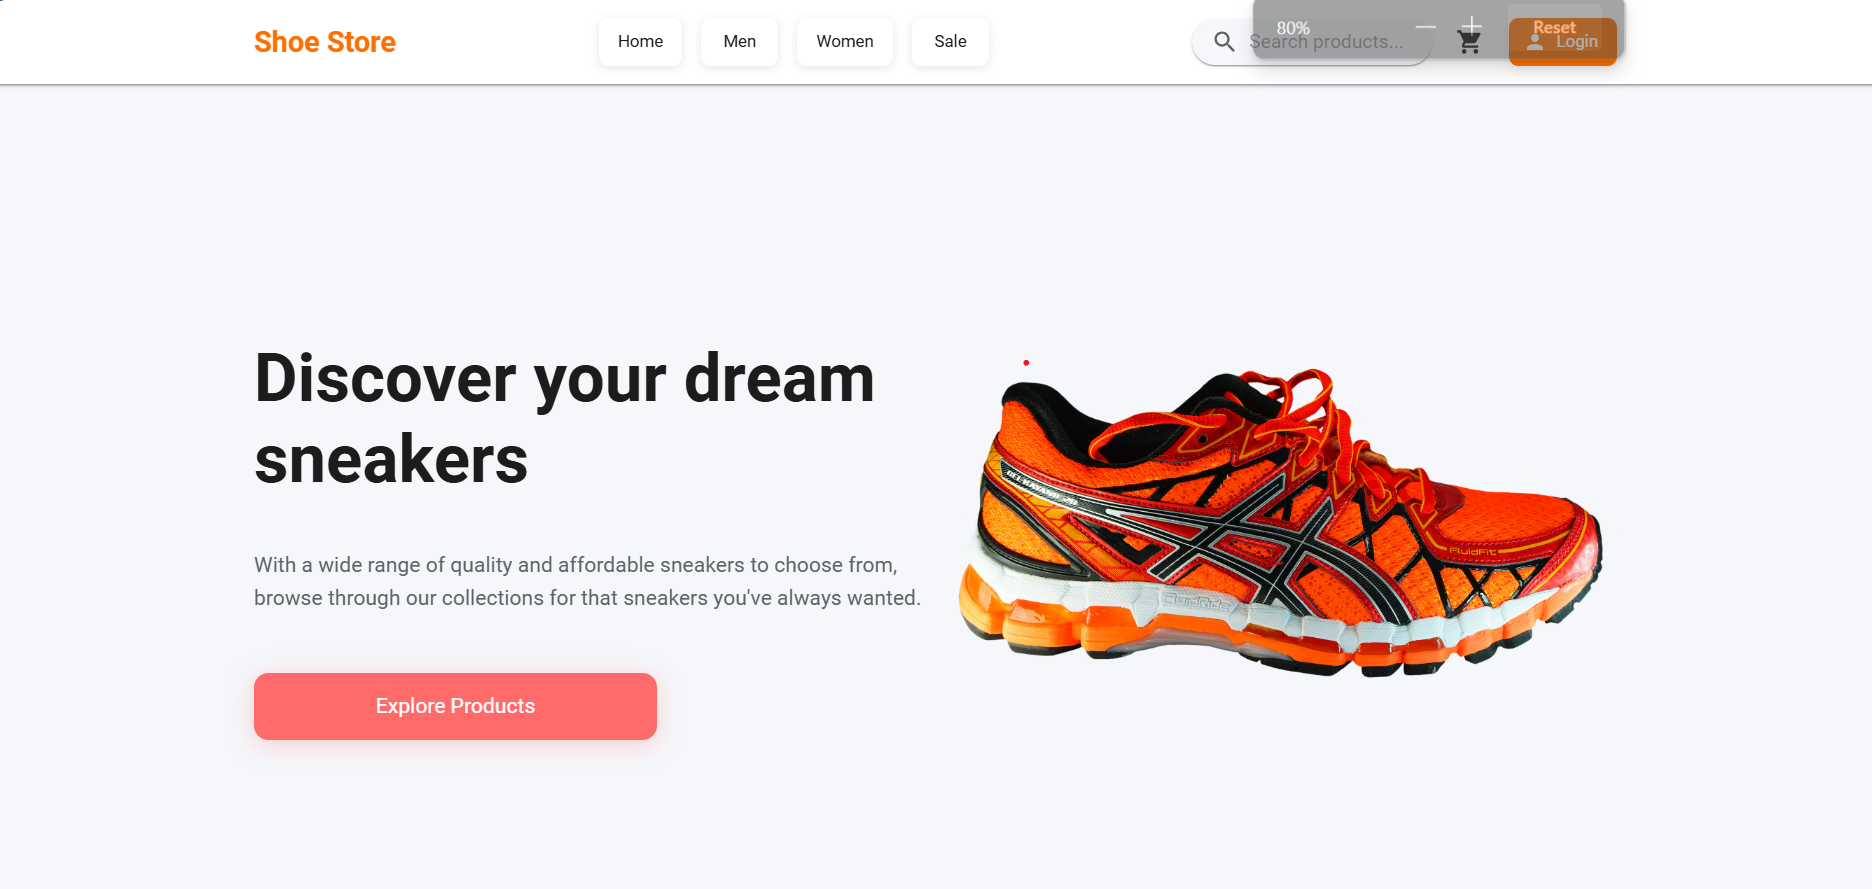 Shoe Store
Home
Men
Women
Sale
Search products...
80%
Reset
Login
Discover your dream
sneakers
With a wide range of quality and affordable sneakers to choose from,
browse through our collections for that sneakers you've always wanted.
Explore Products
GEL-KAYANO 20
FluidFit
FluidRide